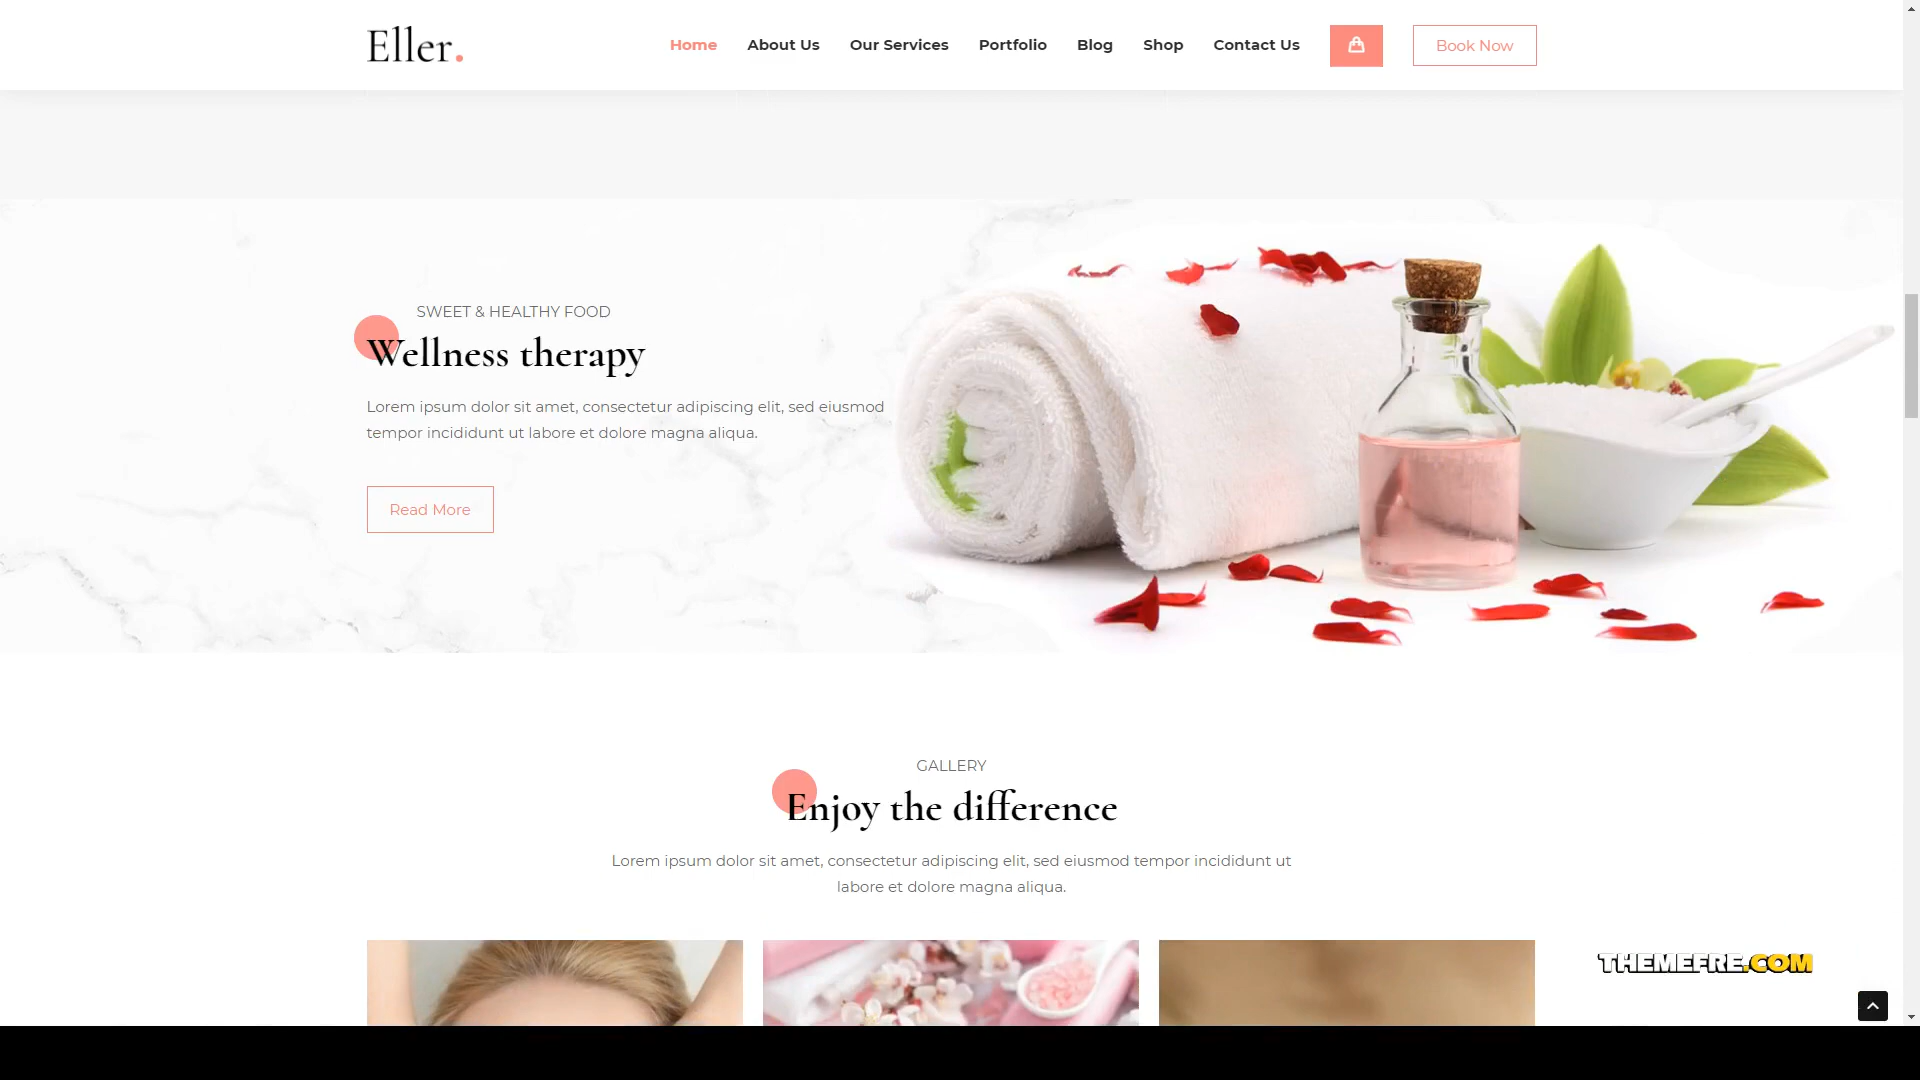 Eller.
Home
About Us
Our Services
Portfolio
Blog
Shop
Contact Us
Book Now
SWEET & HEALTHY FOOD
Wellness therapy
Lorem ipsum dolor sit amet, consectetur adipiscing elit, sed eiusmod
tempor incididunt ut labore et dolore magna aliqua.
Read More
GALLERY
Enjoy the difference
Lorem ipsum dolor sit amet, consectetur adipiscing elit, sed eiusmod tempor incididunt ut
labore et dolore magna aliqua.
THEMEFRE.COM